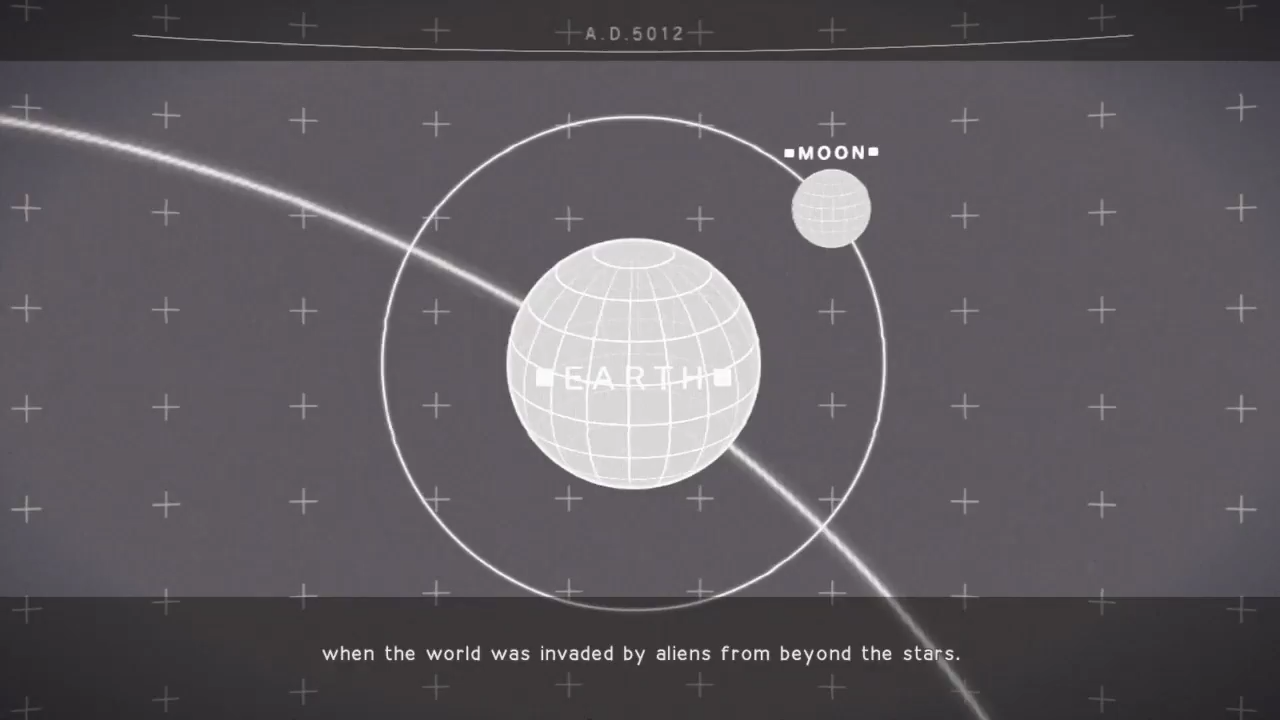 A.D.5012
MOON
EARTH
when the world was invaded by aliens from beyond the stars.